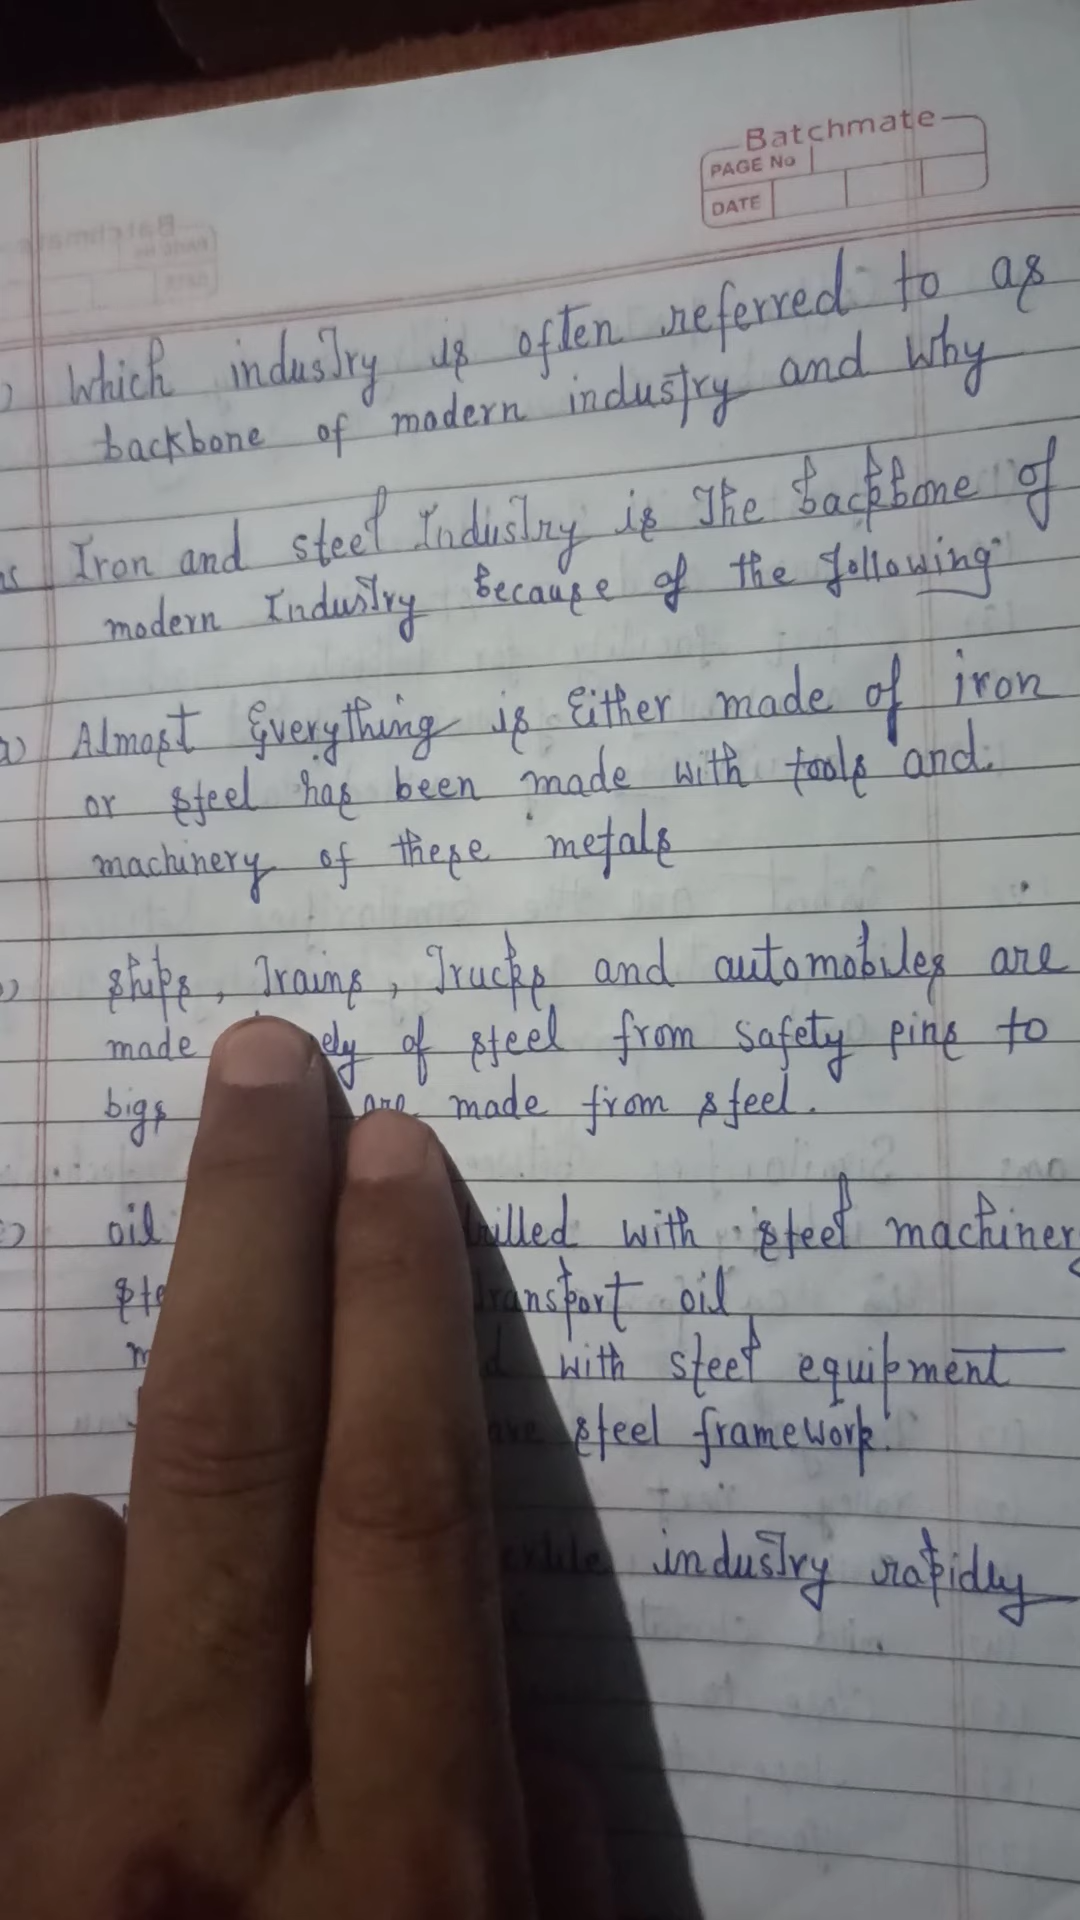 Batchmate
PAGE No
DATE
Which industry is often referred to as
backbone of modern industry and why
Iron and steel Industry is The backbone of
modern Industry because of the following
Almost Everything is Either made of iron
or steel has been made with tools and
machinery of these metals
ships, Trains, Trucks and automobiles are
made of steel from safety pins to
bigs are made from steel.
oil with steel machiner
transport oil
with steel equipment
steel framework
industry rapidly